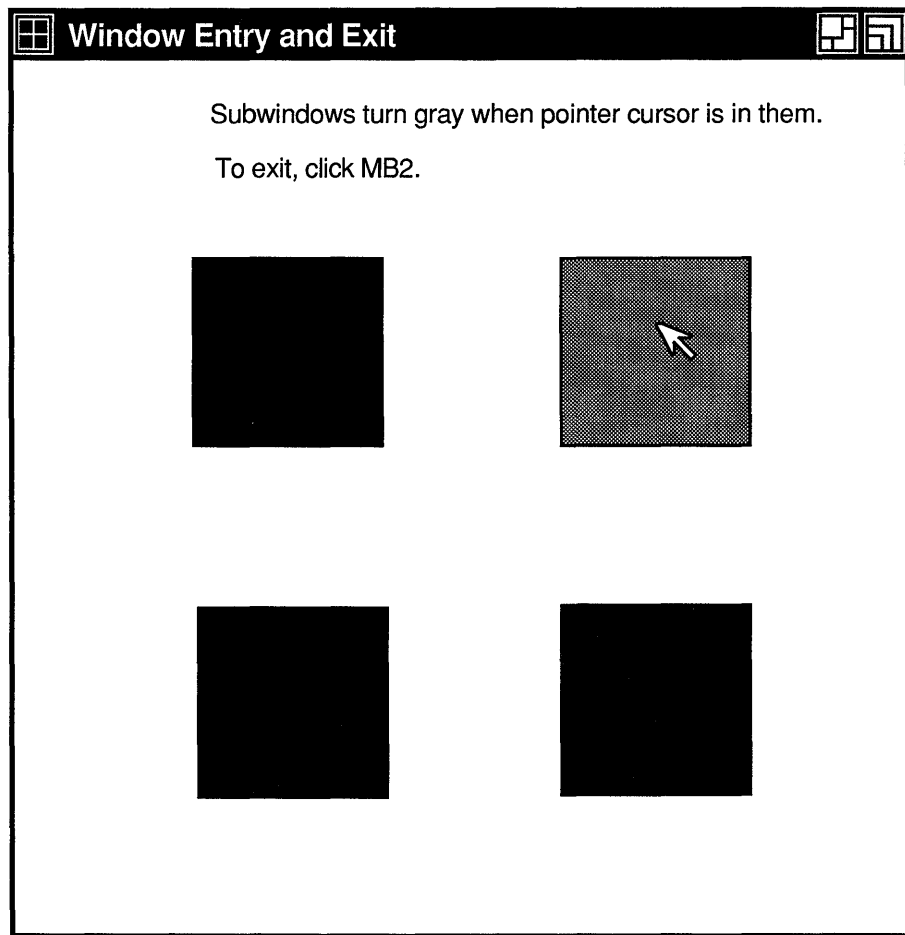 Window Entry and Exit
Subwindows turn gray when pointer cursor is in them.
To exit, click MB2.